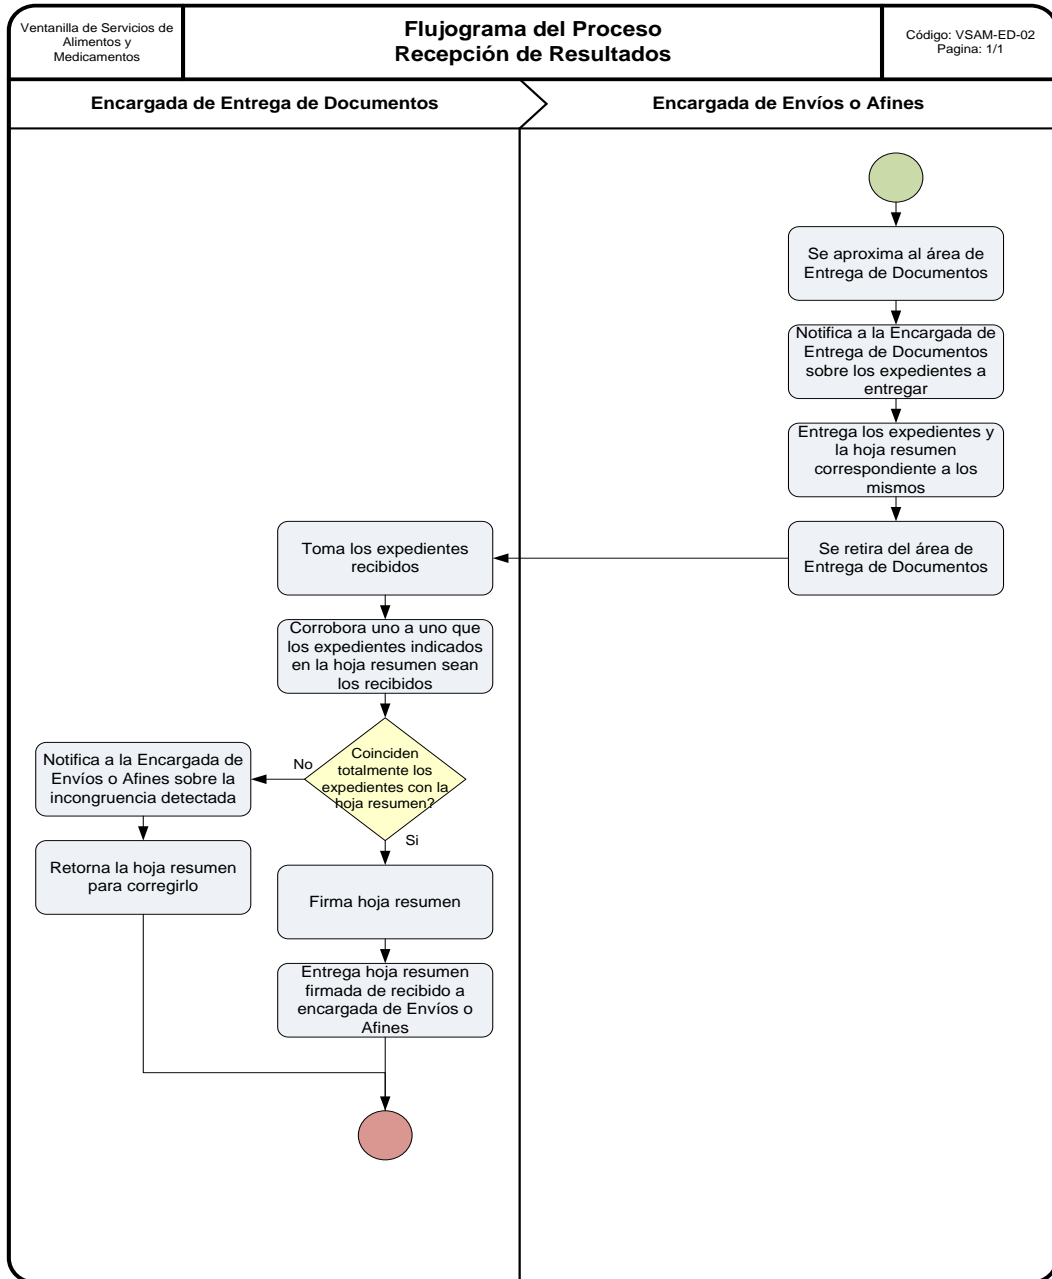 Ventanilla de Servicios de
Alimentos y
Medicamentos
Flujograma del Proceso
Recepción de Resultados
Código: VSAM-ED-02
Pagina: 1/1
Encargada de Entrega de Documentos
Encargada de Envíos o Afines
Se aproxima al área de
Entrega de Documentos
Notifica a la Encargada de
Entrega de Documentos
sobre los expedientes a
entregar
Entrega los expedientes y
la hoja resumen
correspondiente a los
mismos
Se retira del área de
Entrega de Documentos
Toma los expedientes
recibidos
Corrobora uno a uno que
los expedientes indicados
en la hoja resumen sean
los recibidos
Coinciden
totalmente los
expedientes con la
hoja resumen?
No
Notifica a la Encargada de
Envíos o Afines sobre la
incongruencia detectada
Retorna la hoja resumen
para corregirlo
Si
Firma hoja resumen
Entrega hoja resumen
firmada de recibido a
encargada de Envíos o
Afines